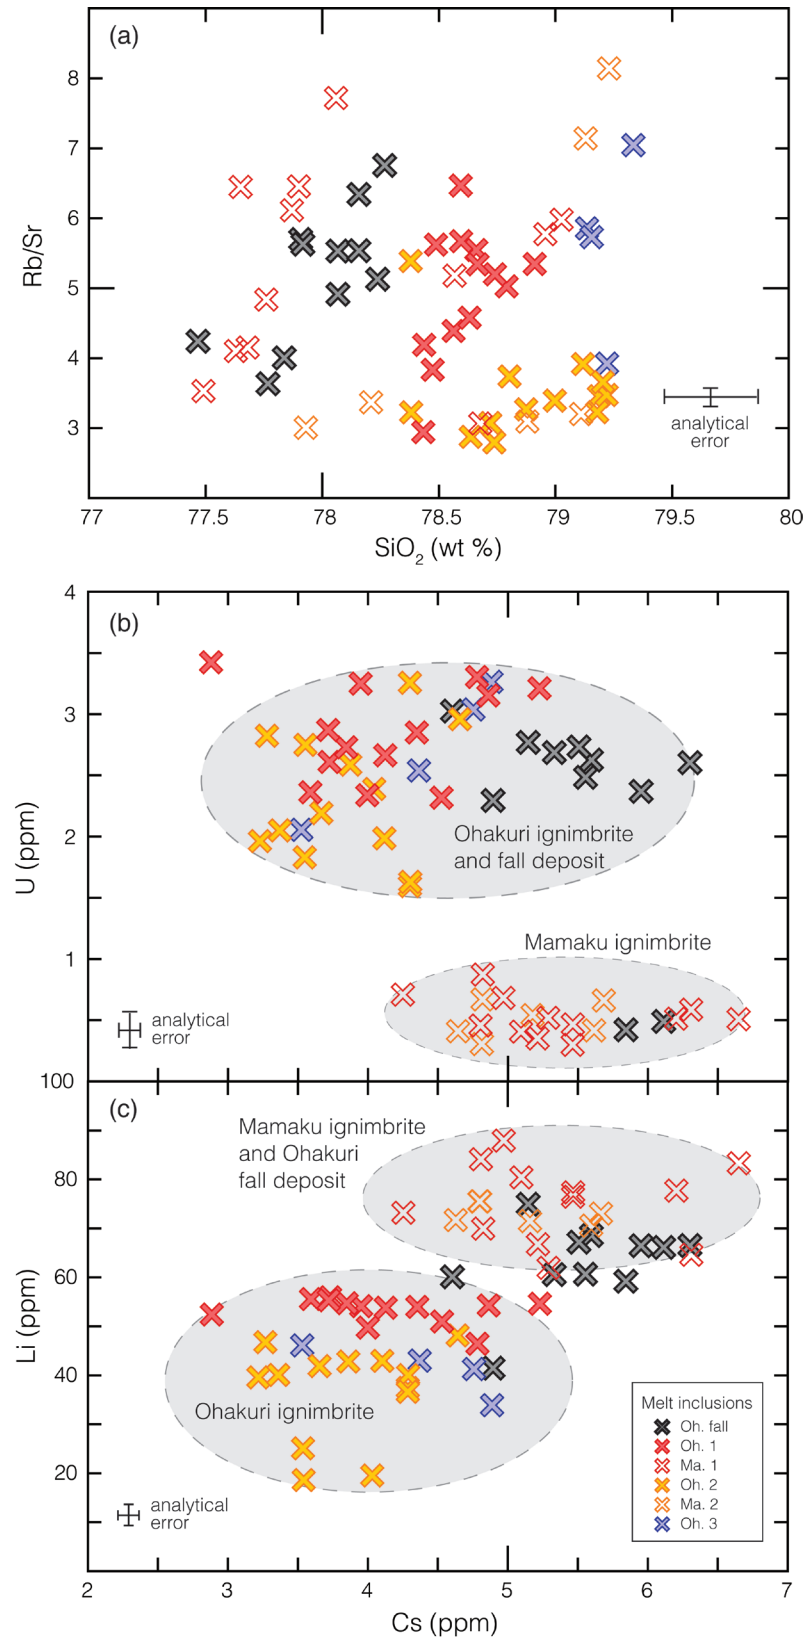 (a)
8
7
6
5
4
3
Rb/Sr
analytical
error
77
77.5
78
78.5
79
79.5
80
SiO2 (wt %)
(b)
4
3
2
1
U (ppm)
Ohakuri ignimbrite
and fall deposit
Mamaku ignimbrite
analytical
error
100
(c)
Mamaku ignimbrite
and Ohakuri
fall deposit
80
60
40
20
Li (ppm)
Ohakuri ignimbrite
Melt inclusions
Oh. fall
Oh. 1
Ma. 1
Oh. 2
Ma. 2
Oh. 3
analytical
error
2
3
4
5
6
7
Cs (ppm)